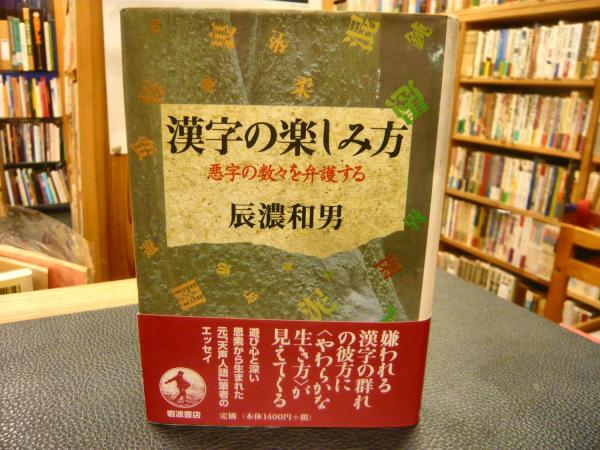 漢字の楽しみ方
悪字の数々を弁護する
辰濃和男
嫌われる
漢字の群れ
の彼方に
〈やわらかな
生き方〉が
見えてくる
遊び心と深い
思索から生まれた
元「天声人語」筆者の
エッセイ
岩波書店
定価(本体1400円+税)